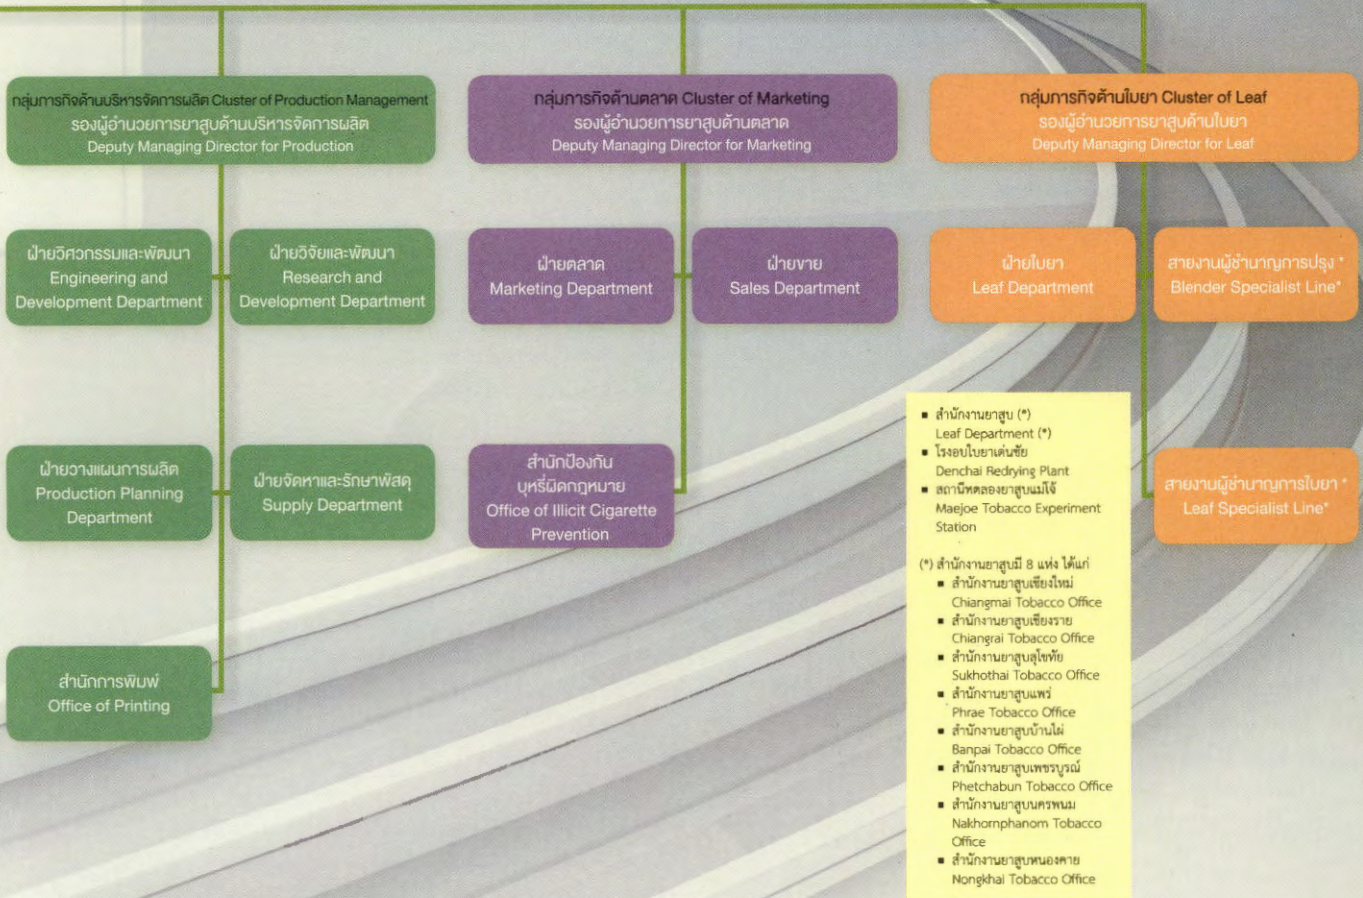 กลุ่มภารกิจด้านบริหารจัดการผลิต Cluster of Production Management
รองผู้อำนวยการยาสูบด้านบริหารจัดการผลิต
Deputy Managing Director for Production
กลุ่มภารกิจด้านตลาด Cluster of Marketing
รองผู้อำนวยการยาสูบด้านตลาด
Deputy Managing Director for Marketing
กลุ่มภารกิจด้านใบยา Cluster of Leaf
รองผู้อำนวยการยาสูบด้านใบยา
Deputy Managing Director for Leaf
ฝ่ายวิศวกรรมและพัฒนา
Engineering and
Development Department
ฝ่ายวิจัยและพัฒนา
Research and
Development Department
ฝ่ายตลาด
Marketing Department
ฝ่ายขาย
Sales Department
ฝ่ายใบยา
Leaf Department
สายงานผู้ชำนาญการปรุง *
Blender Specialist Line*
ฝ่ายวางแผนการผลิต
Production Planning
Department
ฝ่ายจัดหาและรักษาพัสดุ
Supply Department
สำนักป้องกัน
บุหรี่ผิดกฎหมาย
Office of Illicit Cigarette
Prevention
สายงานผู้ชำนาญการใบยา *
Leaf Specialist Line*
สำนักการพิมพ์
Office of Printing
■ สำนักงานยาสูบ (*)
Leaf Department (*)
■ โรงอบใบยาเด่นชัย
Denchai Redrying Plant
■ สถานีทดลองยาสูบแม่โจ้
Maejoe Tobacco Experiment
Station
(*) สำนักงานยาสูบมี 8 แห่ง ได้แก่
■ สำนักงานยาสูบเชียงใหม่
Chiangmai Tobacco Office
■ สำนักงานยาสูบเชียงราย
Chiangrai Tobacco Office
■ สำนักงานยาสูบสุโขทัย
Sukhothai Tobacco Office
■ สำนักงานยาสูบแพร่
Phrae Tobacco Office
■ สำนักงานยาสูบบ้านไผ่
Banpai Tobacco Office
■ สำนักงานยาสูบเพชรบูรณ์
Phetchabun Tobacco Office
■ สำนักงานยาสูบนครพนม
Nakhornphanom Tobacco
Office
■ สำนักงานยาสูบหนองคาย
Nongkhai Tobacco Office